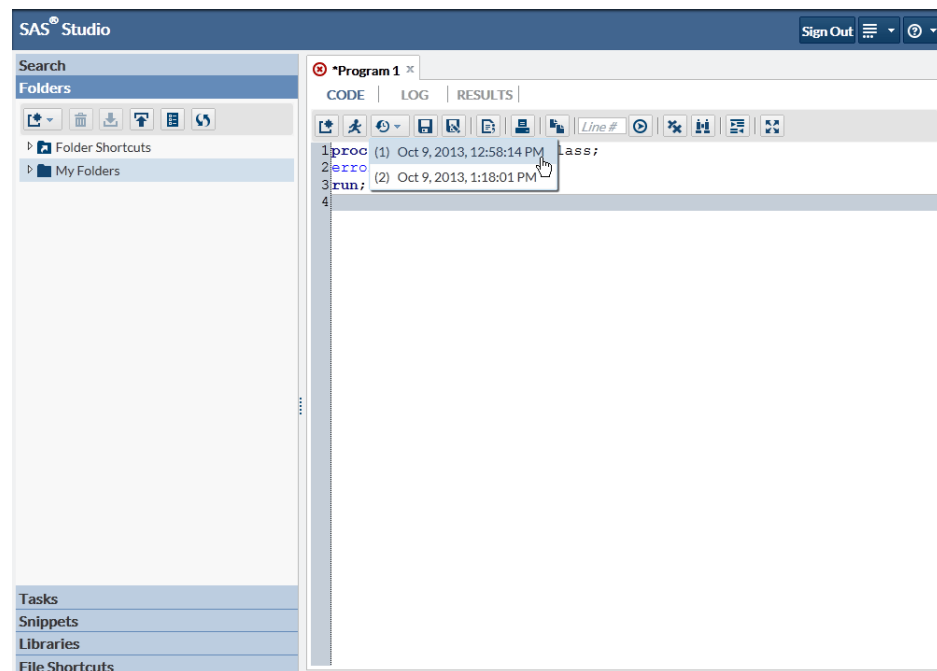 SAS® Studio
Sign Out
Search
Folders
Folder Shortcuts
My Folders
Tasks
Snippets
Libraries
File Shortcuts
*Program 1 x
CODE LOG RESULTS
Line #
(1) Oct 9, 2013, 12:58:14 PM
(2) Oct 9, 2013, 1:18:01 PM
1 proc lass;
2 erro
3 run;
4